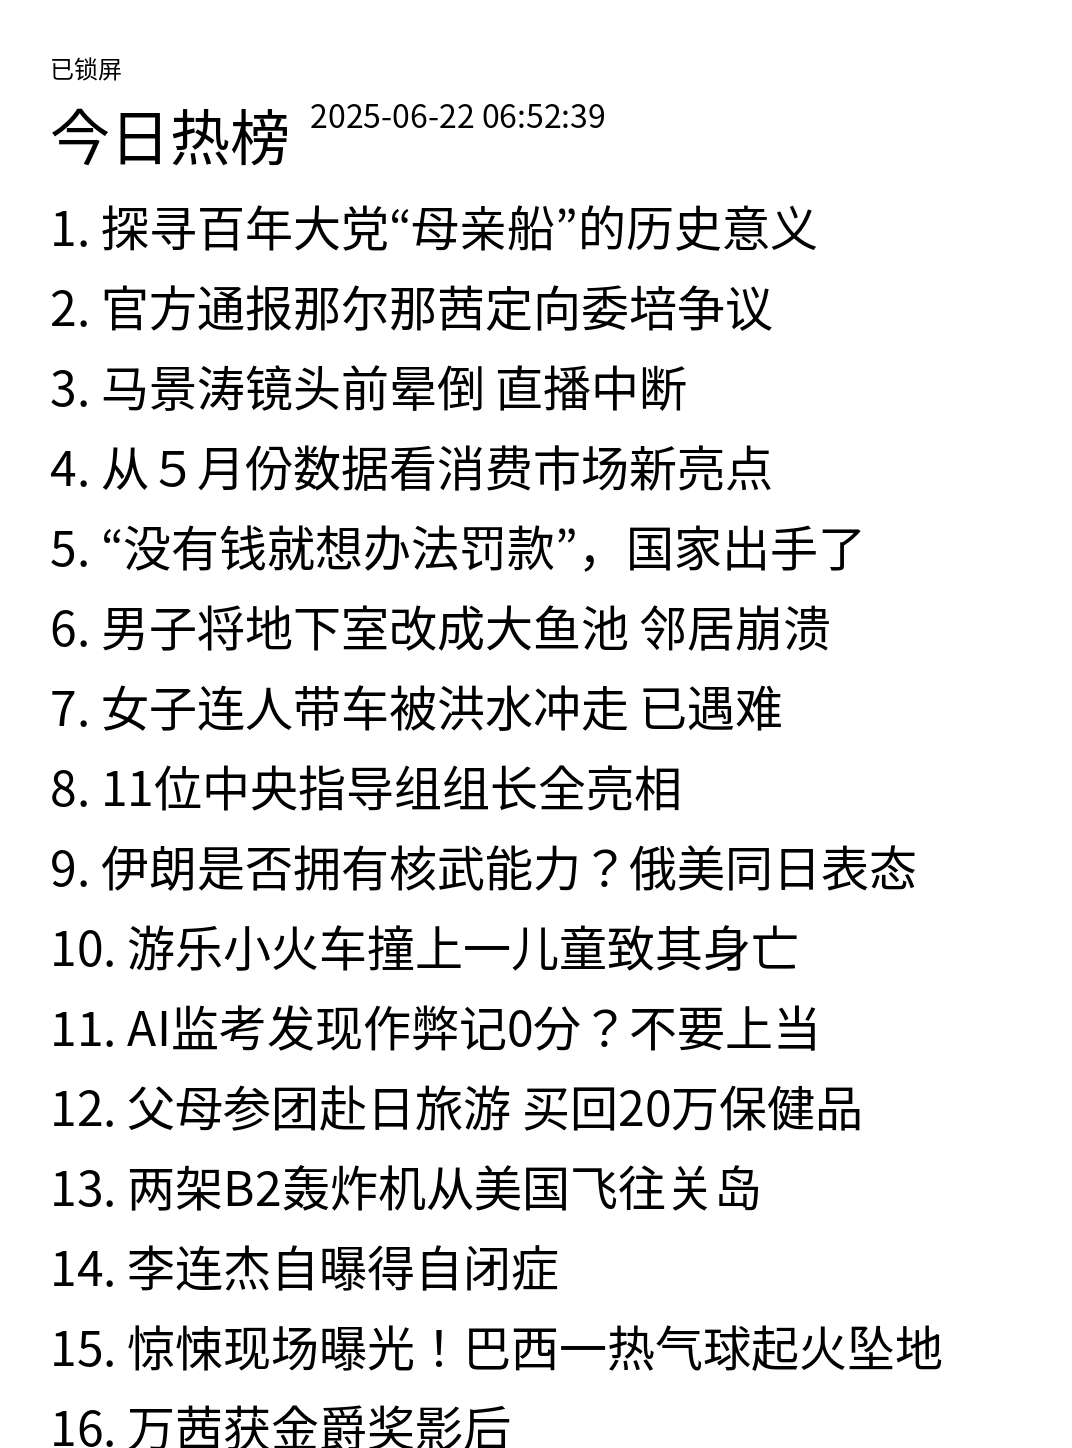 已锁屏
今日热榜 2025-06-22 06:52:39
1. 探寻百年大党“母亲船”的历史意义
2. 官方通报那尔那茜定向委培争议
3. 马景涛镜头前晕倒 直播中断
4. 从５月份数据看消费市场新亮点
5. “没有钱就想办法罚款”，国家出手了
6. 男子将地下室改成大鱼池 邻居崩溃
7. 女子连人带车被洪水冲走 已遇难
8. 11位中央指导组组长全亮相
9. 伊朗是否拥有核武能力？俄美同日表态
10. 游乐小火车撞上一儿童致其身亡
11. AI监考发现作弊记0分？不要上当
12. 父母参团赴日旅游 买回20万保健品
13. 两架B2轰炸机从美国飞往关岛
14. 李连杰自曝得自闭症
15. 惊悚现场曝光！巴西一热气球起火坠地
16. 万茜获金爵奖影后